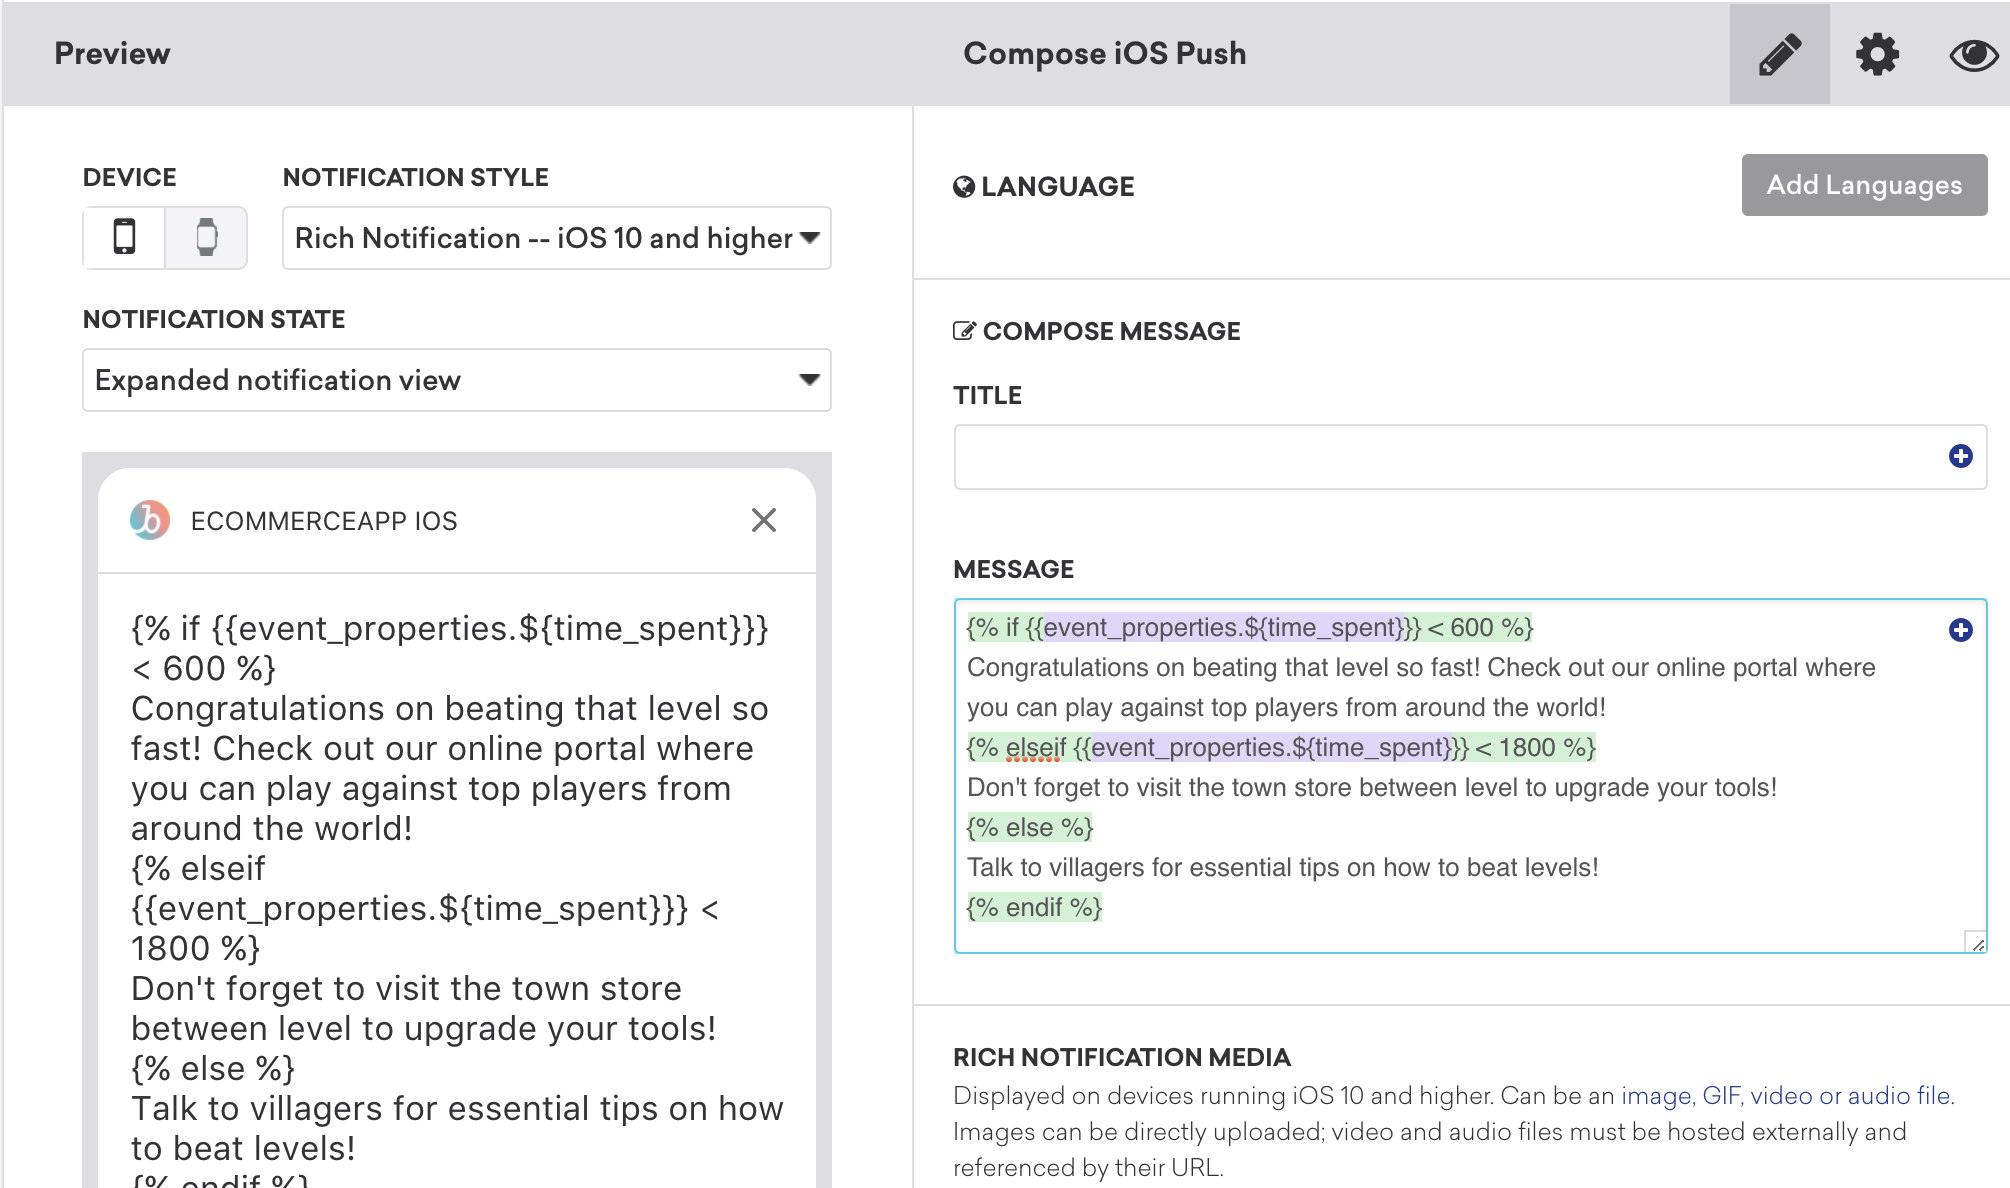 Preview
Compose iOS Push
DEVICE
NOTIFICATION STYLE
Rich Notification -- iOS 10 and higher
NOTIFICATION STATE
Expanded notification view
ECOMMERCEAPP IOS
{% if {{event_properties.${time_spent}}}
< 600 %}
Congratulations on beating that level so
fast! Check out our online portal where
you can play against top players from
around the world!
{% elseif
{{event_properties.${time_spent}}} <
1800 %}
Don't forget to visit the town store
between level to upgrade your tools!
{% else %}
Talk to villagers for essential tips on how
to beat levels!
{% endif %}
LANGUAGE
Add Languages
COMPOSE MESSAGE
TITLE
MESSAGE
{% if {{event_properties.${time_spent}}} < 600 %}
Congratulations on beating that level so fast! Check out our online portal where
you can play against top players from around the world!
{% elseif {{event_properties.${time_spent}}} < 1800 %}
Don't forget to visit the town store between level to upgrade your tools!
{% else %}
Talk to villagers for essential tips on how to beat levels!
{% endif %}
RICH NOTIFICATION MEDIA
Displayed on devices running iOS 10 and higher. Can be an image, GIF, video or audio file.
Images can be directly uploaded; video and audio files must be hosted externally and
referenced by their URL.